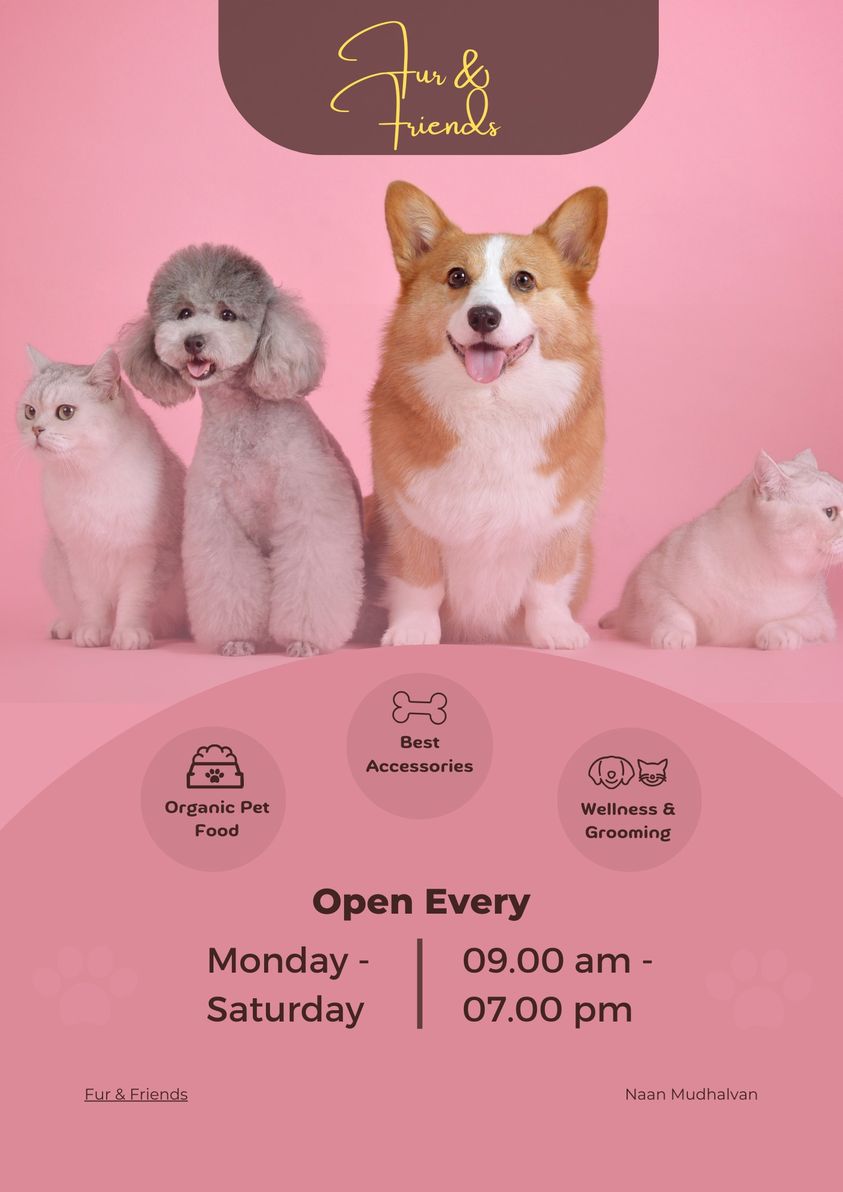 Fur &
Friends
Best
Accessories
Organic Pet
Food
Wellness &
Grooming
Open Every
Monday -
Saturday
09.00 am -
07.00 pm
Fur & Friends
Naan Mudhalvan